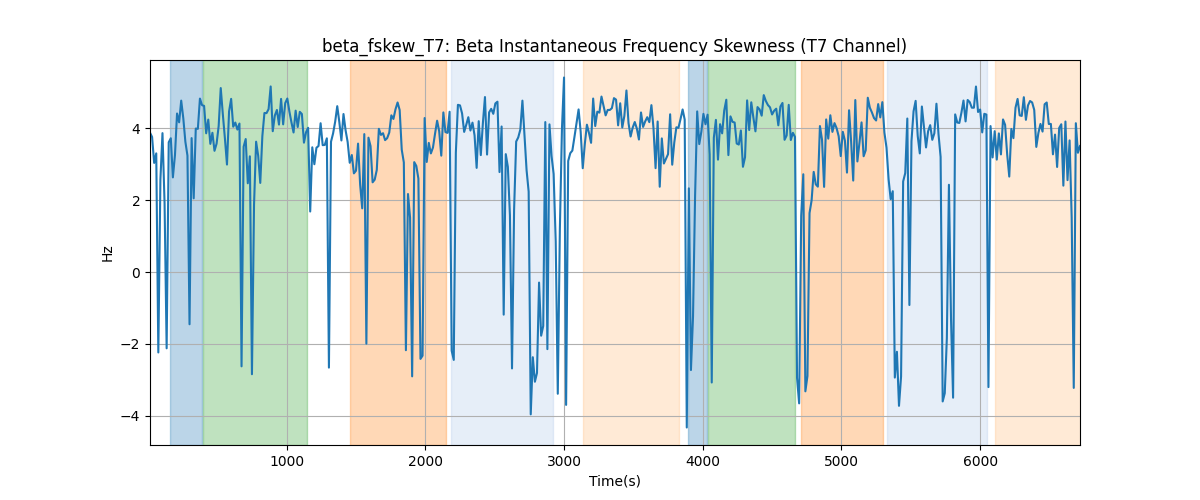 beta_fskew_T7: Beta Instantaneous Frequency Skewness (T7 Channel)
Hz
4
2
0
−2
−4
1000 2000 3000 4000 5000 6000
Time(s)